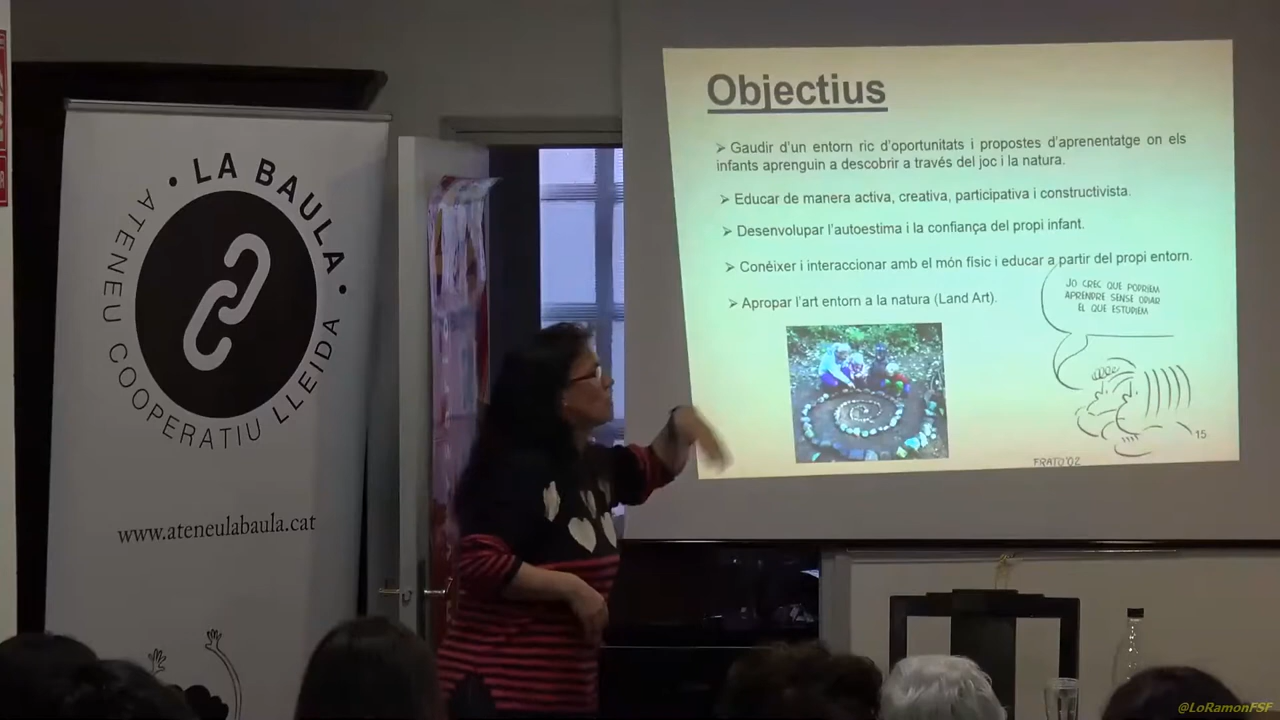 • LA BAULA •
ATENEU COOPERATIU LLEIDA
www.ateneulabaula.cat
Objectius
➢ Gaudir d'un entorn ric d'oportunitats i propostes d'aprenentatge on els
infants aprenguin a descobrir a través del joc i la natura.
➢ Educar de manera activa, creativa, participativa i constructivista.
➢ Desenvolupar l'autoestima i la confiança del propi infant.
➢ Conéixer i interaccionar amb el món fisic i educar a partir del propi entorn.
➢ Apropar l'art entorn a la natura (Land Art).
JO CREC QUE PODRIEM
APRENDRE SENSE ODIAR
EL QUE ESTUDIEM
15
FRATO'02
@LoRamonFSF